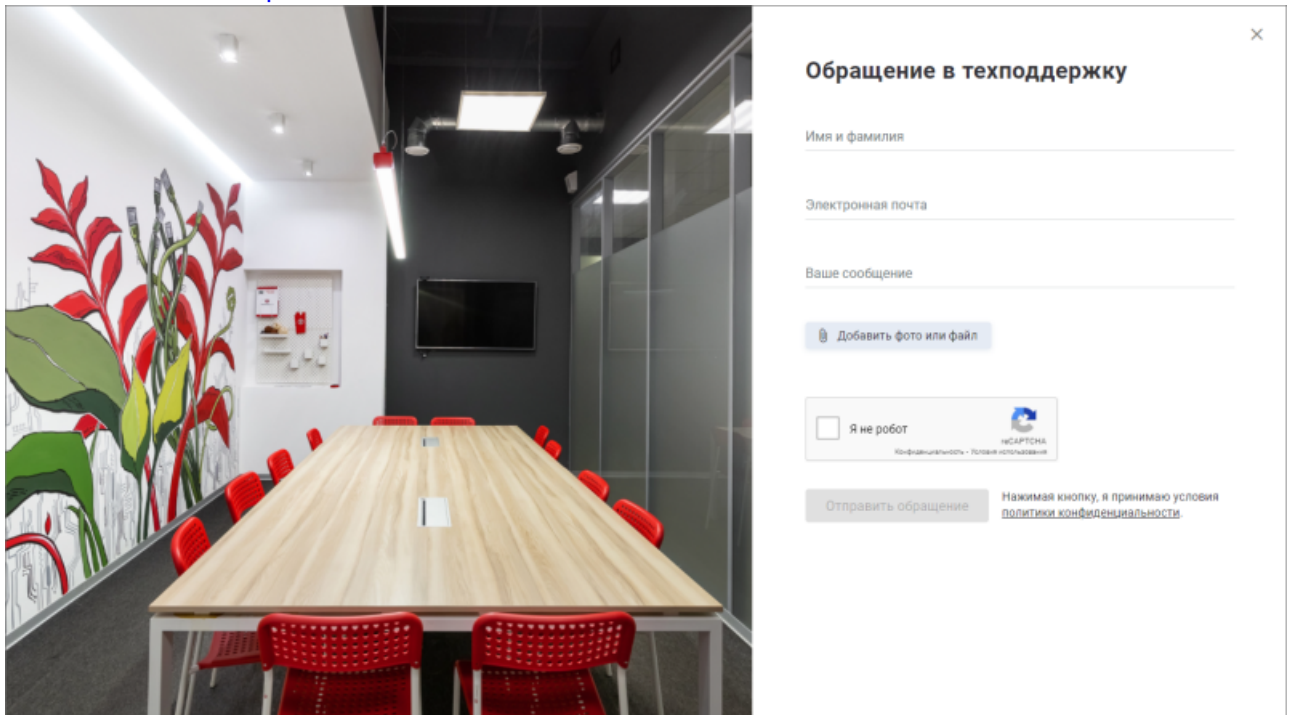 Обращение в техподдержку
Имя и фамилия
Электронная почта
Ваше сообщение
Добавить фото или файл
Я не робот
reCAPTCHA
Конфиденциальность - Условия использования
Отправить обращение
Нажимая кнопку, я принимаю условия
политики конфиденциальности.